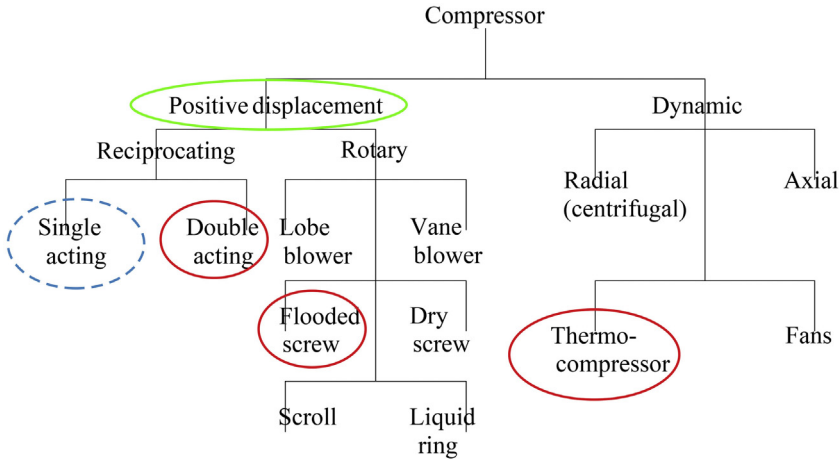 Compressor
Positive displacement
Dynamic
Reciprocating
Rotary
Radial
(centrifugal)
Axial
Single
acting
Double
acting
Lobe
blower
Vane
blower
Flooded
screw
Dry
screw
Thermo-
compressor
Fans
Scroll
Liquid
ring